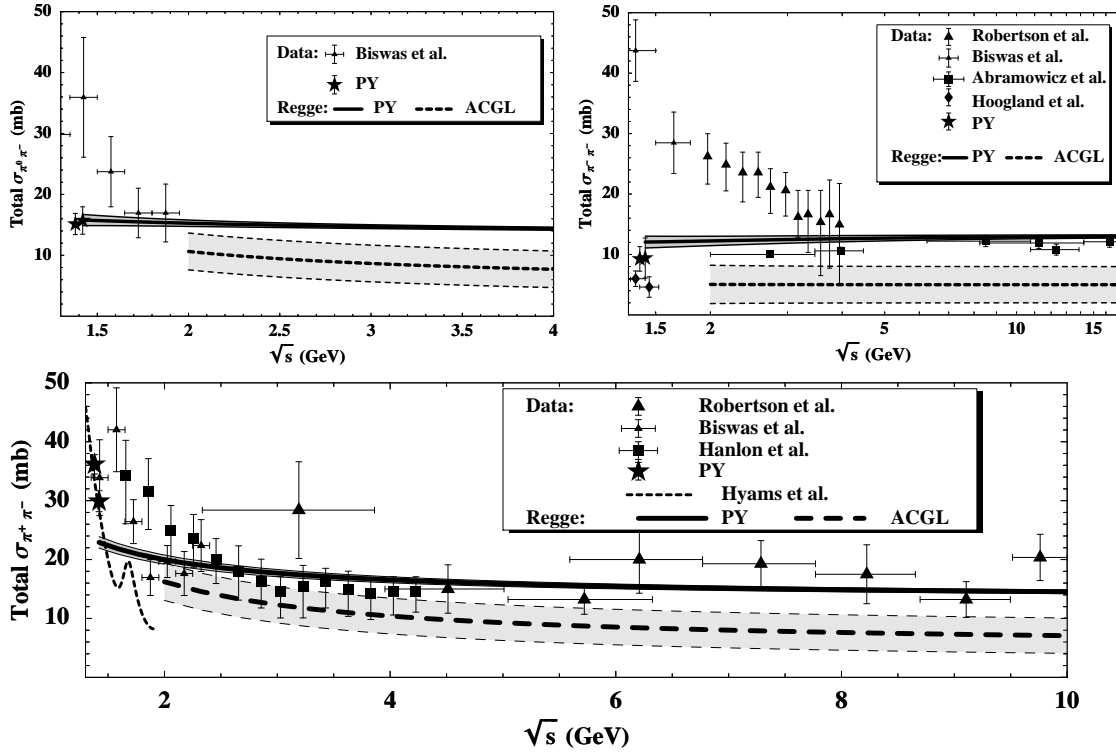 50
40
30
20
10
Total σπ⁰ π⁻ (mb)
Data: Biswas et al.
PY
Regge: PY ACGL
1.5 2 2.5 3 3.5 4
√s (GeV)
50
40
30
20
10
0
Total σπ⁻ π⁻ (mb)
Data: Robertson et al.
Biswas et al.
Abramowicz et al.
Hoogland et al.
PY
Regge: PY ACGL
1.5 2 5 10 15
√s (GeV)
50
40
30
20
10
Total σπ⁺ π⁻ (mb)
Data: Robertson et al.
Biswas et al.
Hanlon et al.
PY
Hyams et al.
Regge: PY ACGL
2 4 6 8 10
√s (GeV)